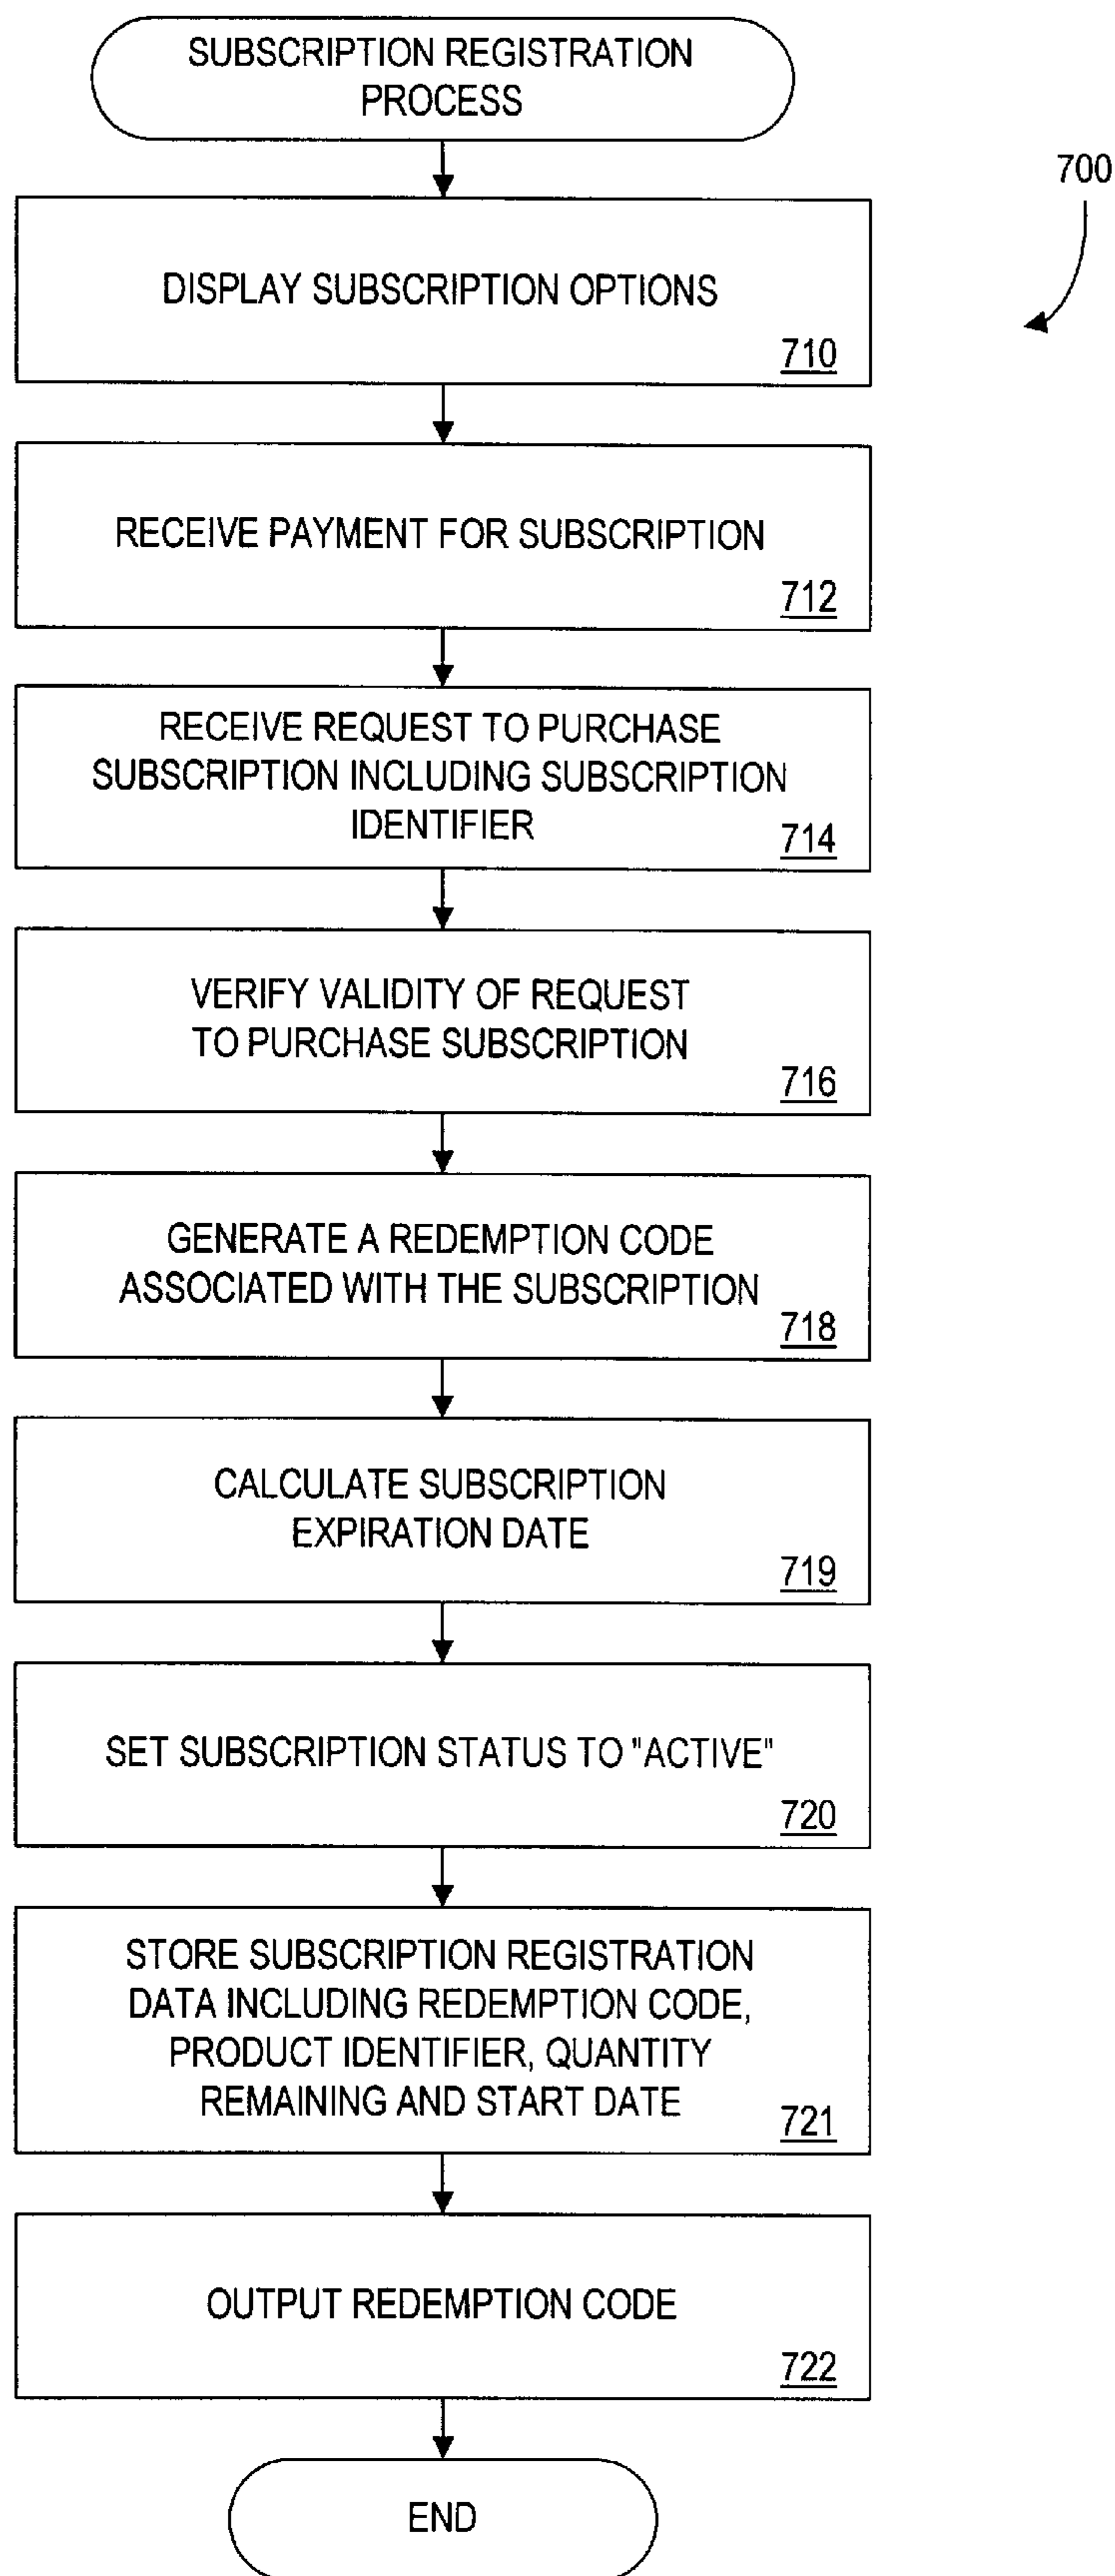 SUBSCRIPTION REGISTRATION
PROCESS
700
DISPLAY SUBSCRIPTION OPTIONS
710
RECEIVE PAYMENT FOR SUBSCRIPTION
712
RECEIVE REQUEST TO PURCHASE
SUBSCRIPTION INCLUDING SUBSCRIPTION
IDENTIFIER
714
VERIFY VALIDITY OF REQUEST
TO PURCHASE SUBSCRIPTION
716
GENERATE A REDEMPTION CODE
ASSOCIATED WITH THE SUBSCRIPTION
718
CALCULATE SUBSCRIPTION
EXPIRATION DATE
719
SET SUBSCRIPTION STATUS TO "ACTIVE"
720
STORE SUBSCRIPTION REGISTRATION
DATA INCLUDING REDEMPTION CODE,
PRODUCT IDENTIFIER, QUANTITY
REMAINING AND START DATE
721
OUTPUT REDEMPTION CODE
722
END